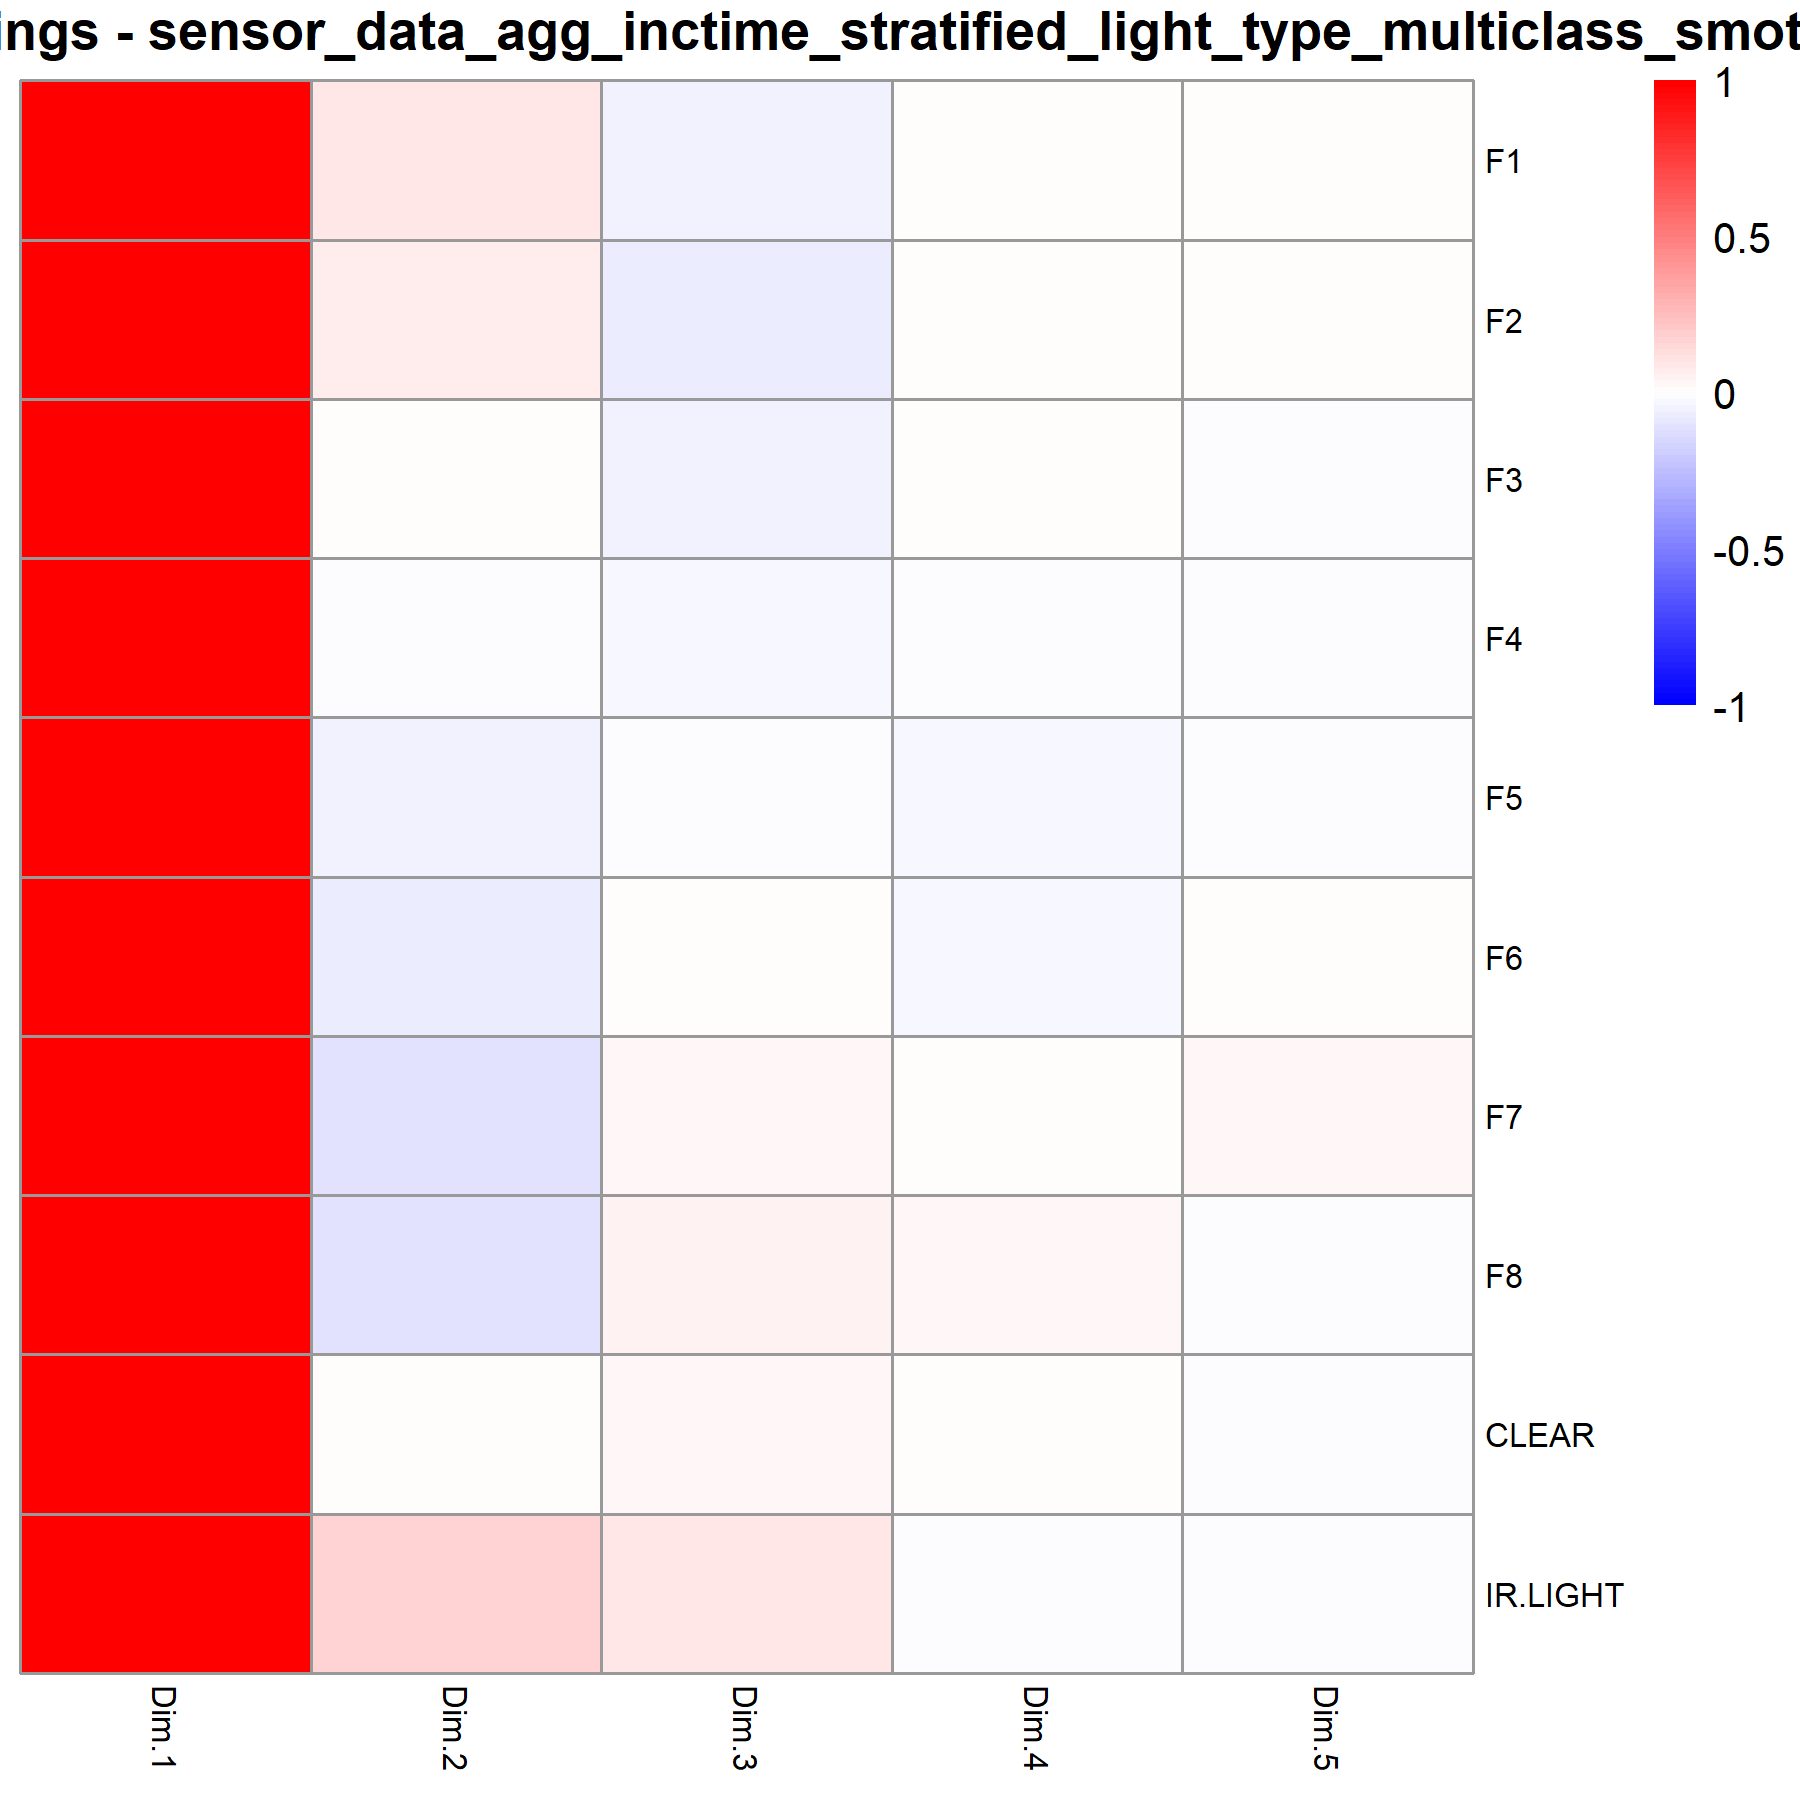 ings - sensor_data_agg_inctime_stratified_light_type_multiclass_smot
1
0.5
0
-0.5
-1
F1
F2
F3
F4
F5
F6
F7
F8
CLEAR
IR.LIGHT
Dim.1
Dim.2
Dim.3
Dim.4
Dim.5